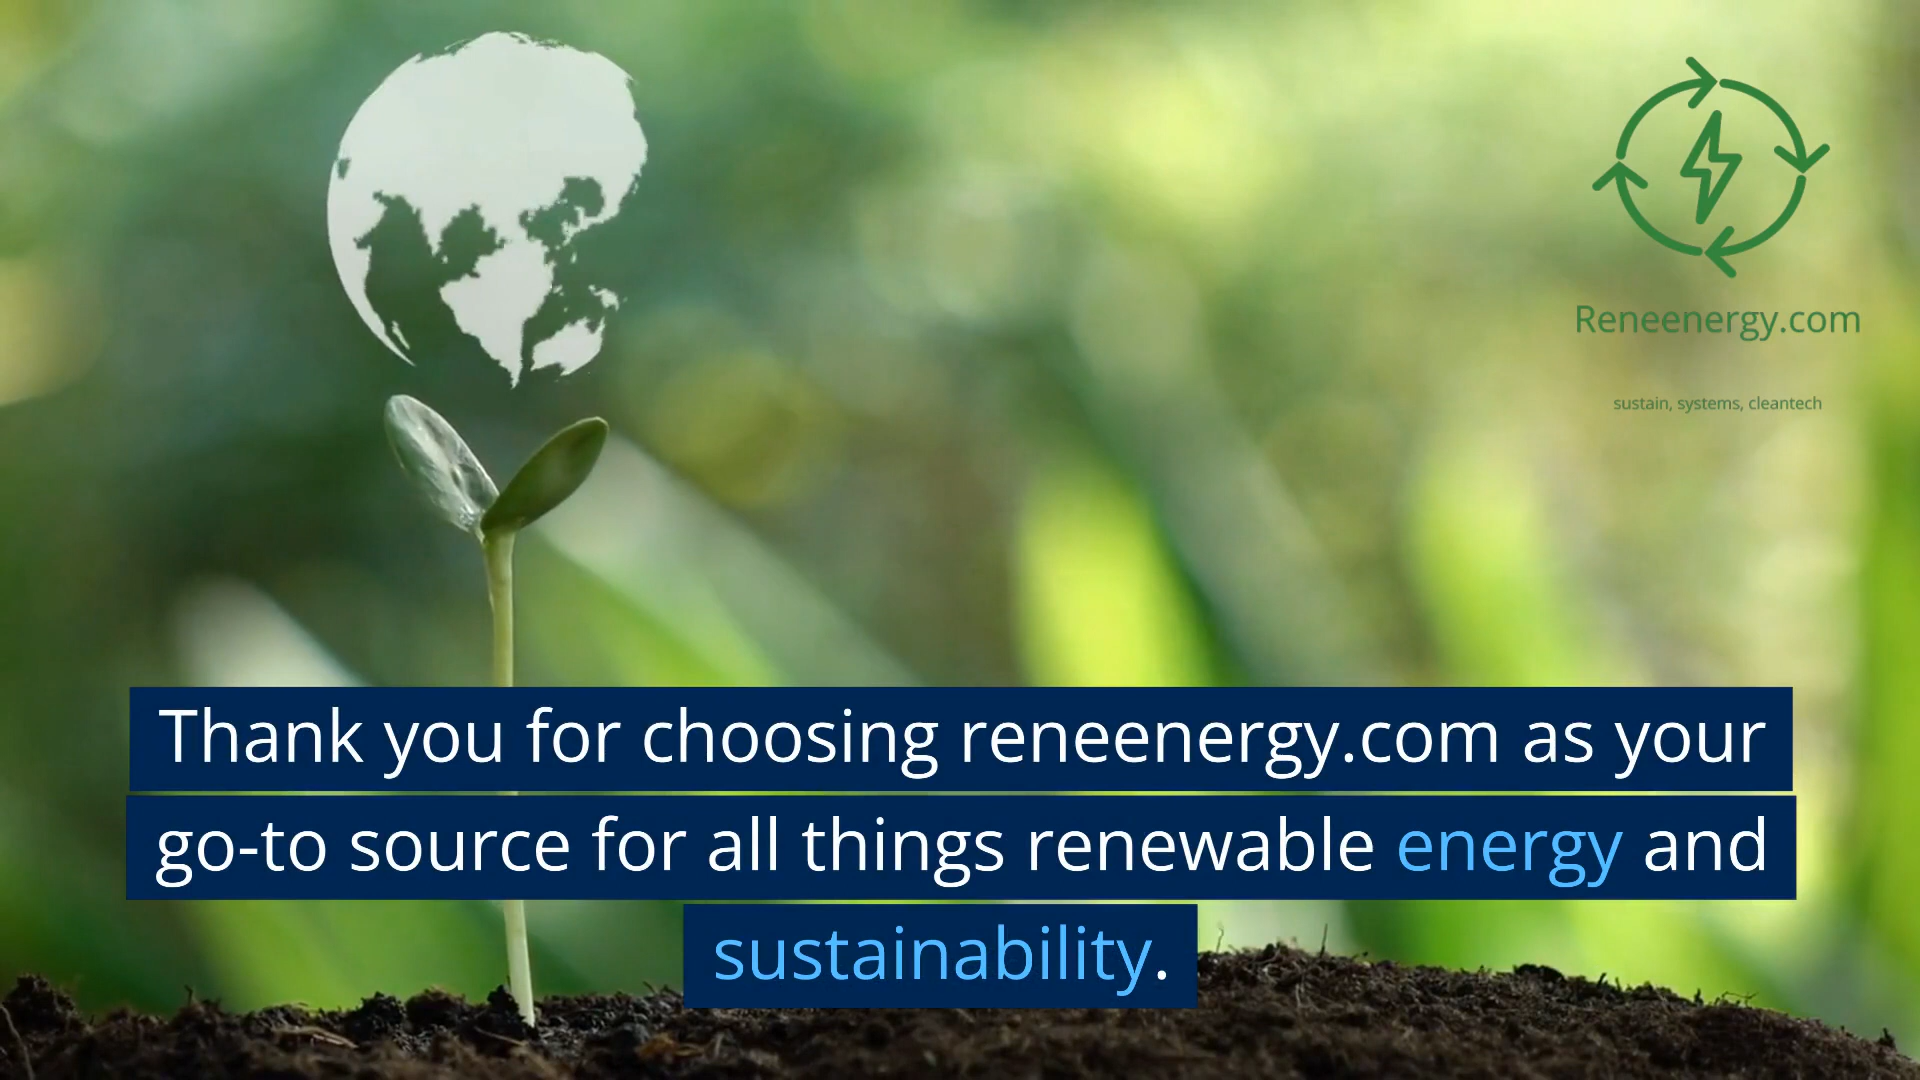 Reneenergy.com
sustain, systems, cleantech
Thank you for choosing reneenergy.com as your
go-to source for all things renewable energy and
sustainability.